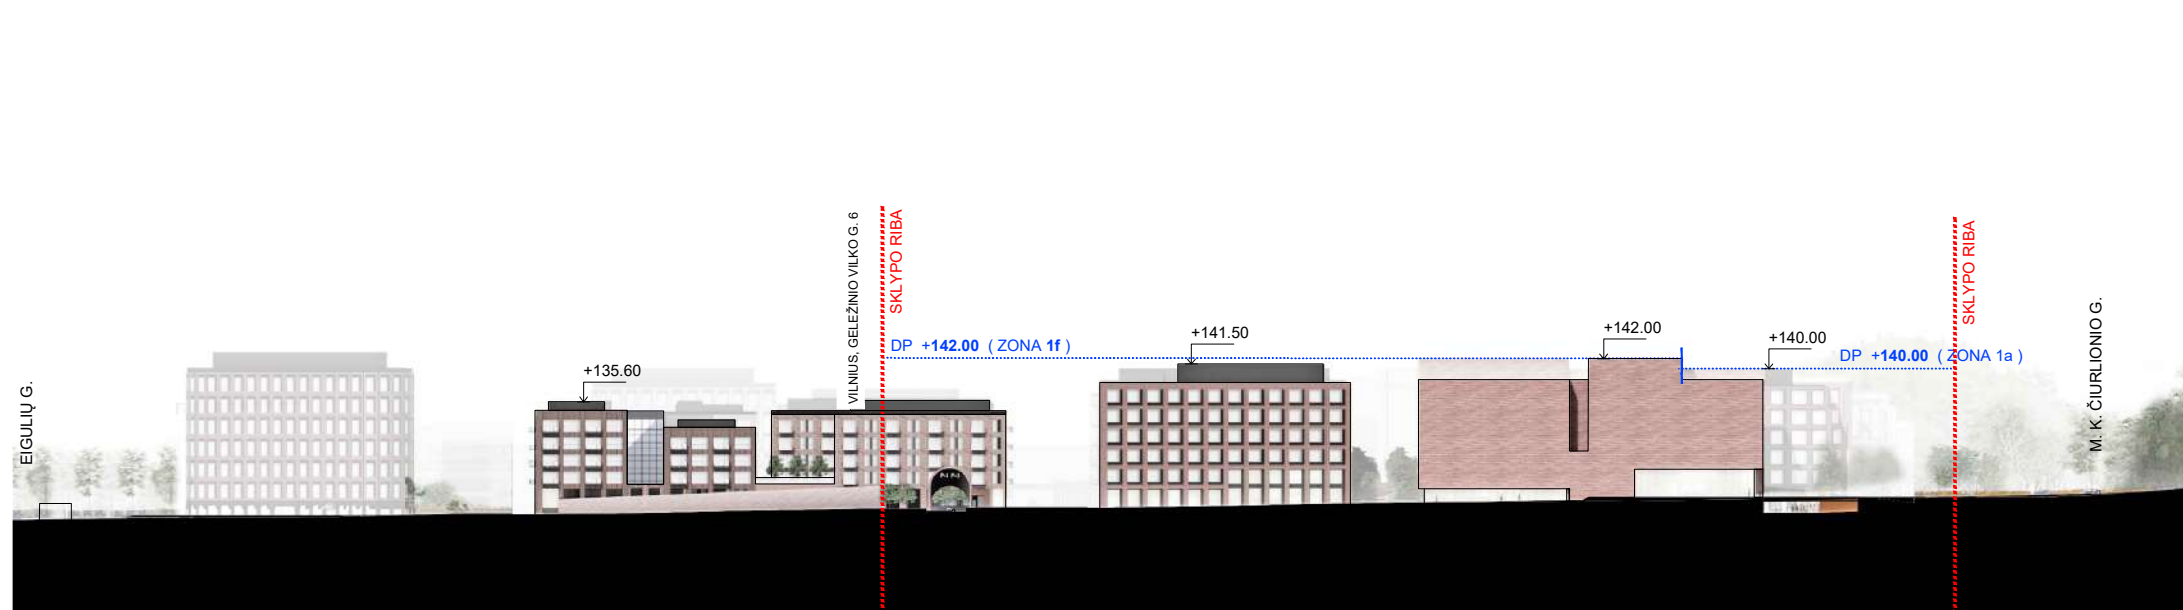 EIGULIŲ G.
+135.60
VILNIUS, GELEŽINIO VILKO G. 6
SKLYPO RIBA
DP +142.00 ( ZONA 1f )
+141.50
+142.00
+140.00
DP +140.00 ( ZONA 1a )
SKLYPO RIBA
M. K. ČIURLIONIO G.